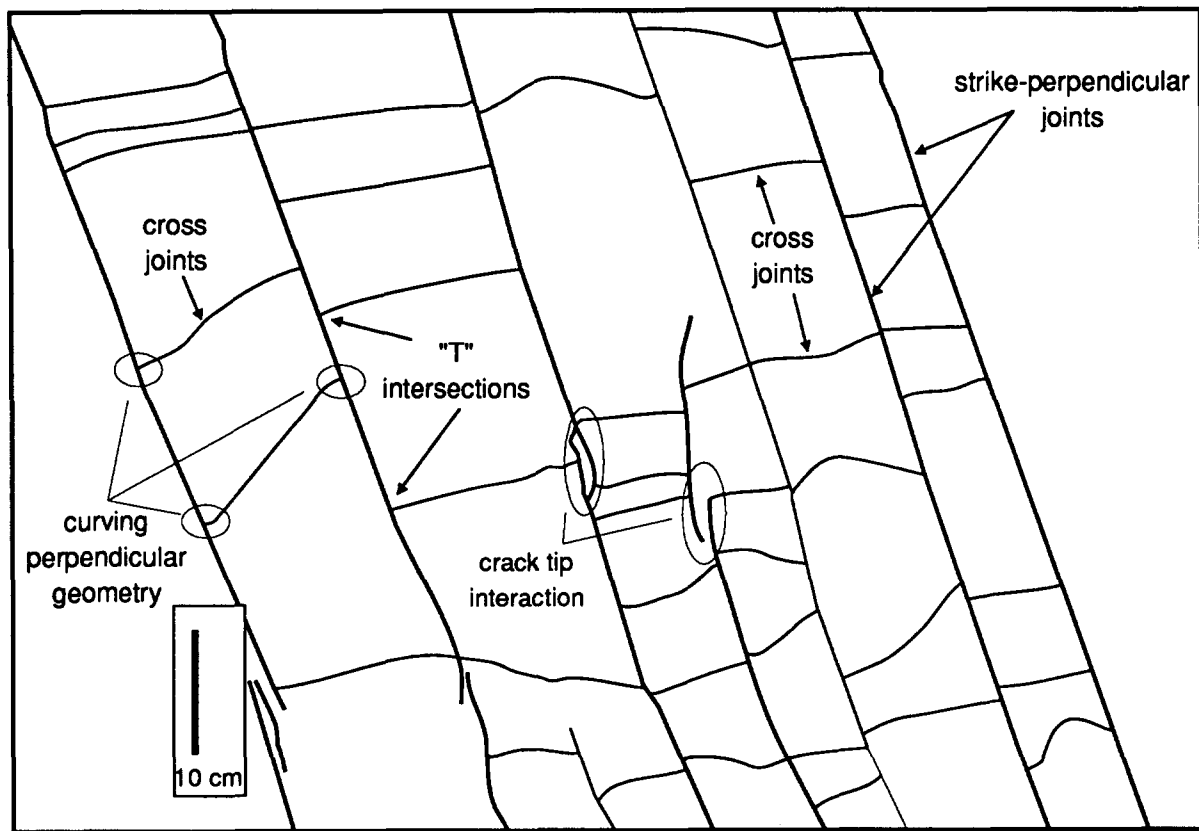 strike-perpendicular
joints
cross
joints
cross
joints
"T"
intersections
curving
perpendicular
geometry
crack tip
interaction
10 cm